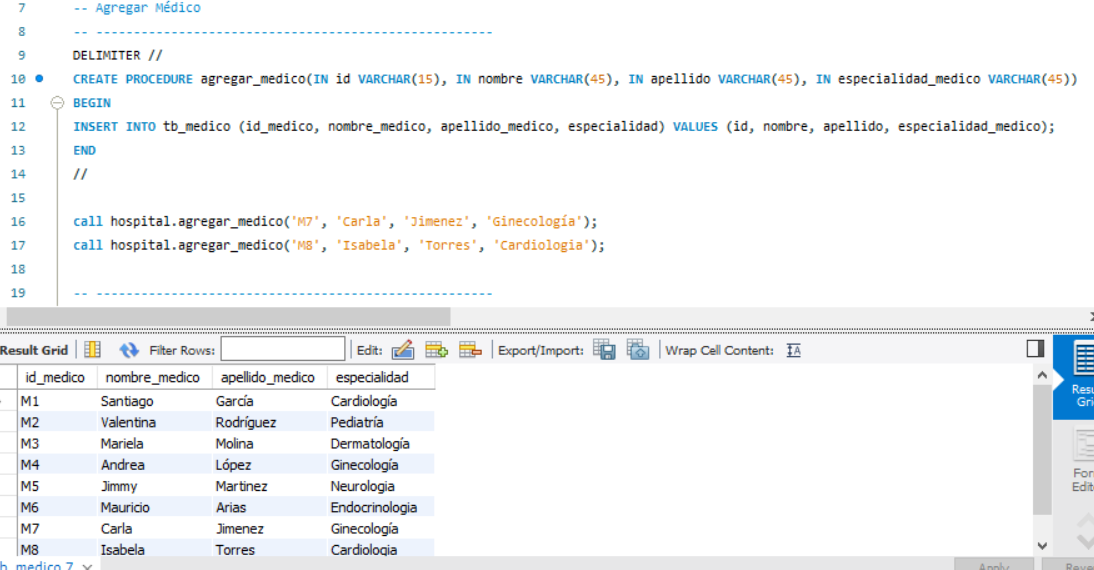 7 -- Agregar Médico
8 -- -----------------------------------------------------
9 DELIMITER //
10 CREATE PROCEDURE agregar_medico(IN id VARCHAR(15), IN nombre VARCHAR(45), IN apellido VARCHAR(45), IN especialidad_medico VARCHAR(45))
11 BEGIN
12 INSERT INTO tb_medico (id_medico, nombre_medico, apellido_medico, especialidad) VALUES (id, nombre, apellido, especialidad_medico);
13 END
14 //
15
16 call hospital.agregar_medico('M7', 'Carla', 'Jimenez', 'Ginecología');
17 call hospital.agregar_medico('M8', 'Isabela', 'Torres', 'Cardiologia');
18
19 -- -----------------------------------------------------
Result Grid Filter Rows: Edit: Export/Import: Wrap Cell Content:
id_medico nombre_medico apellido_medico especialidad
M1 Santiago García Cardiología
M2 Valentina Rodríguez Pediatría
M3 Mariela Molina Dermatología
M4 Andrea López Ginecología
M5 Jimmy Martinez Neurologia
M6 Mauricio Arias Endocrinologia
M7 Carla Jimenez Ginecología
M8 Isabela Torres Cardiologia
b_medico 7
Apply